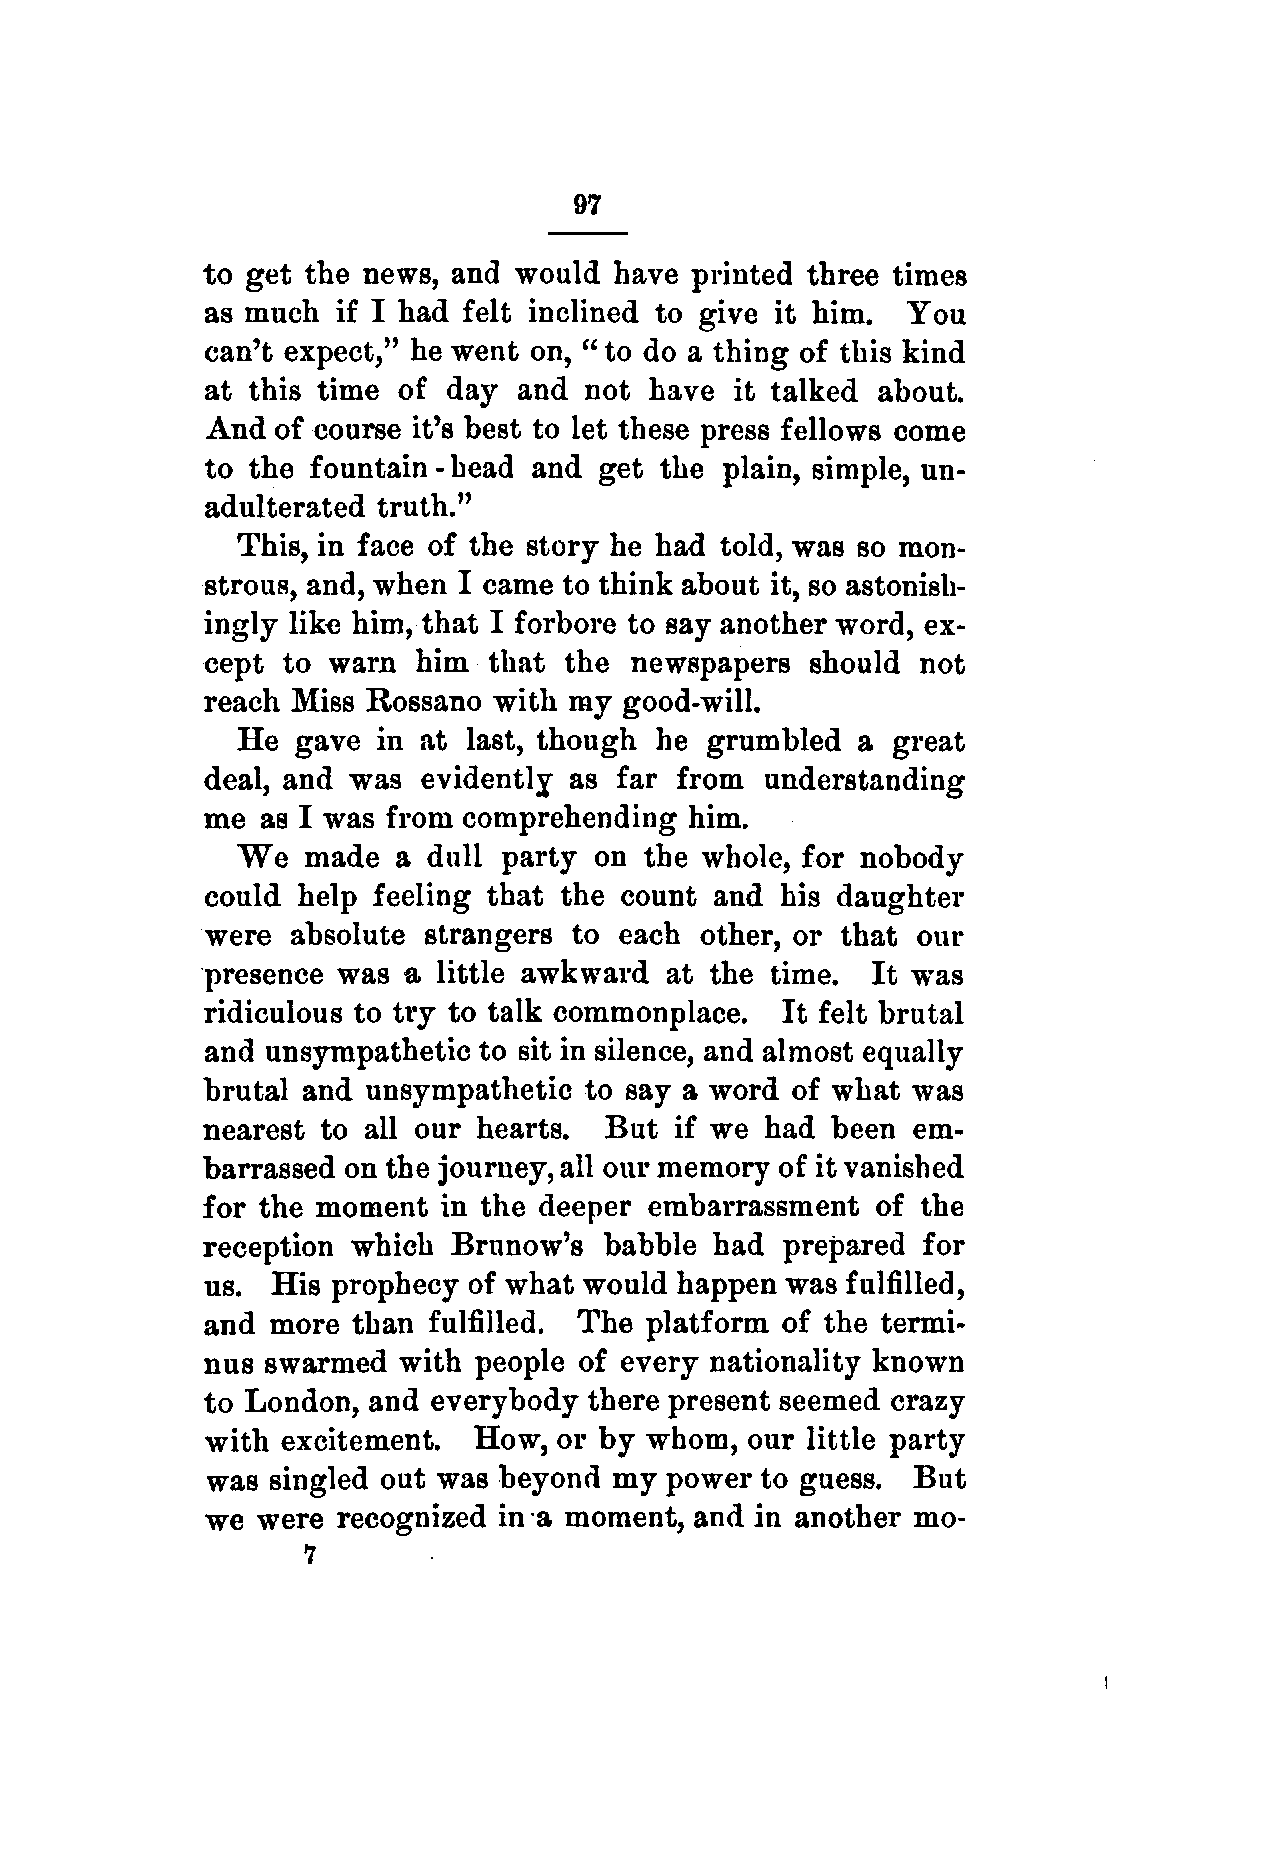 97
to get the news, and would have printed three times
as much if I had felt inclined to give it him. You
can't expect," he went on, "to do a thing of this kind
at this time of day and not have it talked about.
And of course it's best to let these press fellows come
to the fountain-head and get the plain, simple, un-
adulterated truth."
This, in face of the story he had told, was so mon-
strous, and, when I came to think about it, so astonish-
ingly like him, that I forbore to say another word, ex-
cept to warn him that the newspapers should not
reach Miss Rossano with my good-will.
He gave in at last, though he grumbled a great
deal, and was evidently as far from understanding
me as I was from comprehending him.
We made a dull party on the whole, for nobody
could help feeling that the count and his daughter
were absolute strangers to each other, or that our
presence was a little awkward at the time. It was
ridiculous to try to talk commonplace. It felt brutal
and unsympathetic to sit in silence, and almost equally
brutal and unsympathetic to say a word of what was
nearest to all our hearts. But if we had been em-
barrassed on the journey, all our memory of it vanished
for the moment in the deeper embarrassment of the
reception which Brunow's babble had prepared for
us. His prophecy of what would happen was fulfilled,
and more than fulfilled. The platform of the termi-
nus swarmed with people of every nationality known
to London, and everybody there present seemed crazy
with excitement. How, or by whom, our little party
was singled out was beyond my power to guess. But
we were recognized in a moment, and in another mo-
7